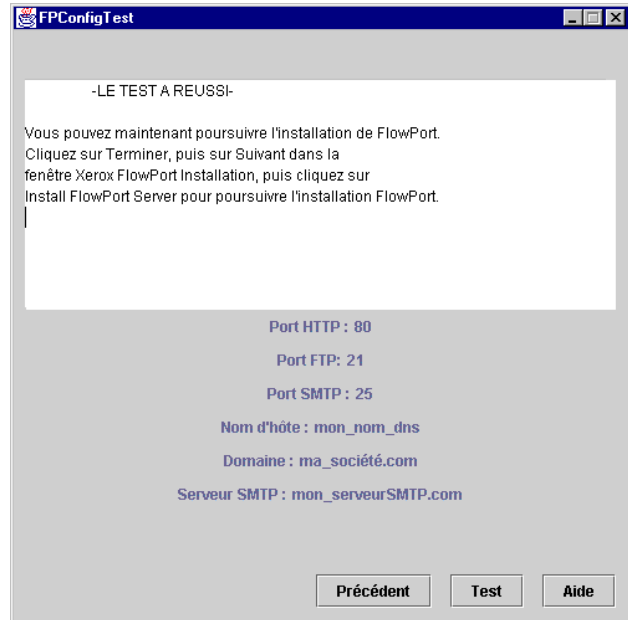 FPConfigTest
-LE TEST A REUSSI-
Vous pouvez maintenant poursuivre l'installation de FlowPort.
Cliquez sur Terminer, puis sur Suivant dans la
fenêtre Xerox FlowPort Installation, puis cliquez sur
Install FlowPort Server pour poursuivre l'installation FlowPort.
Port HTTP : 80
Port FTP: 21
Port SMTP : 25
Nom d'hôte : mon_nom_dns
Domaine : ma_société.com
Serveur SMTP : mon_serveurSMTP.com
Précédent Test Aide